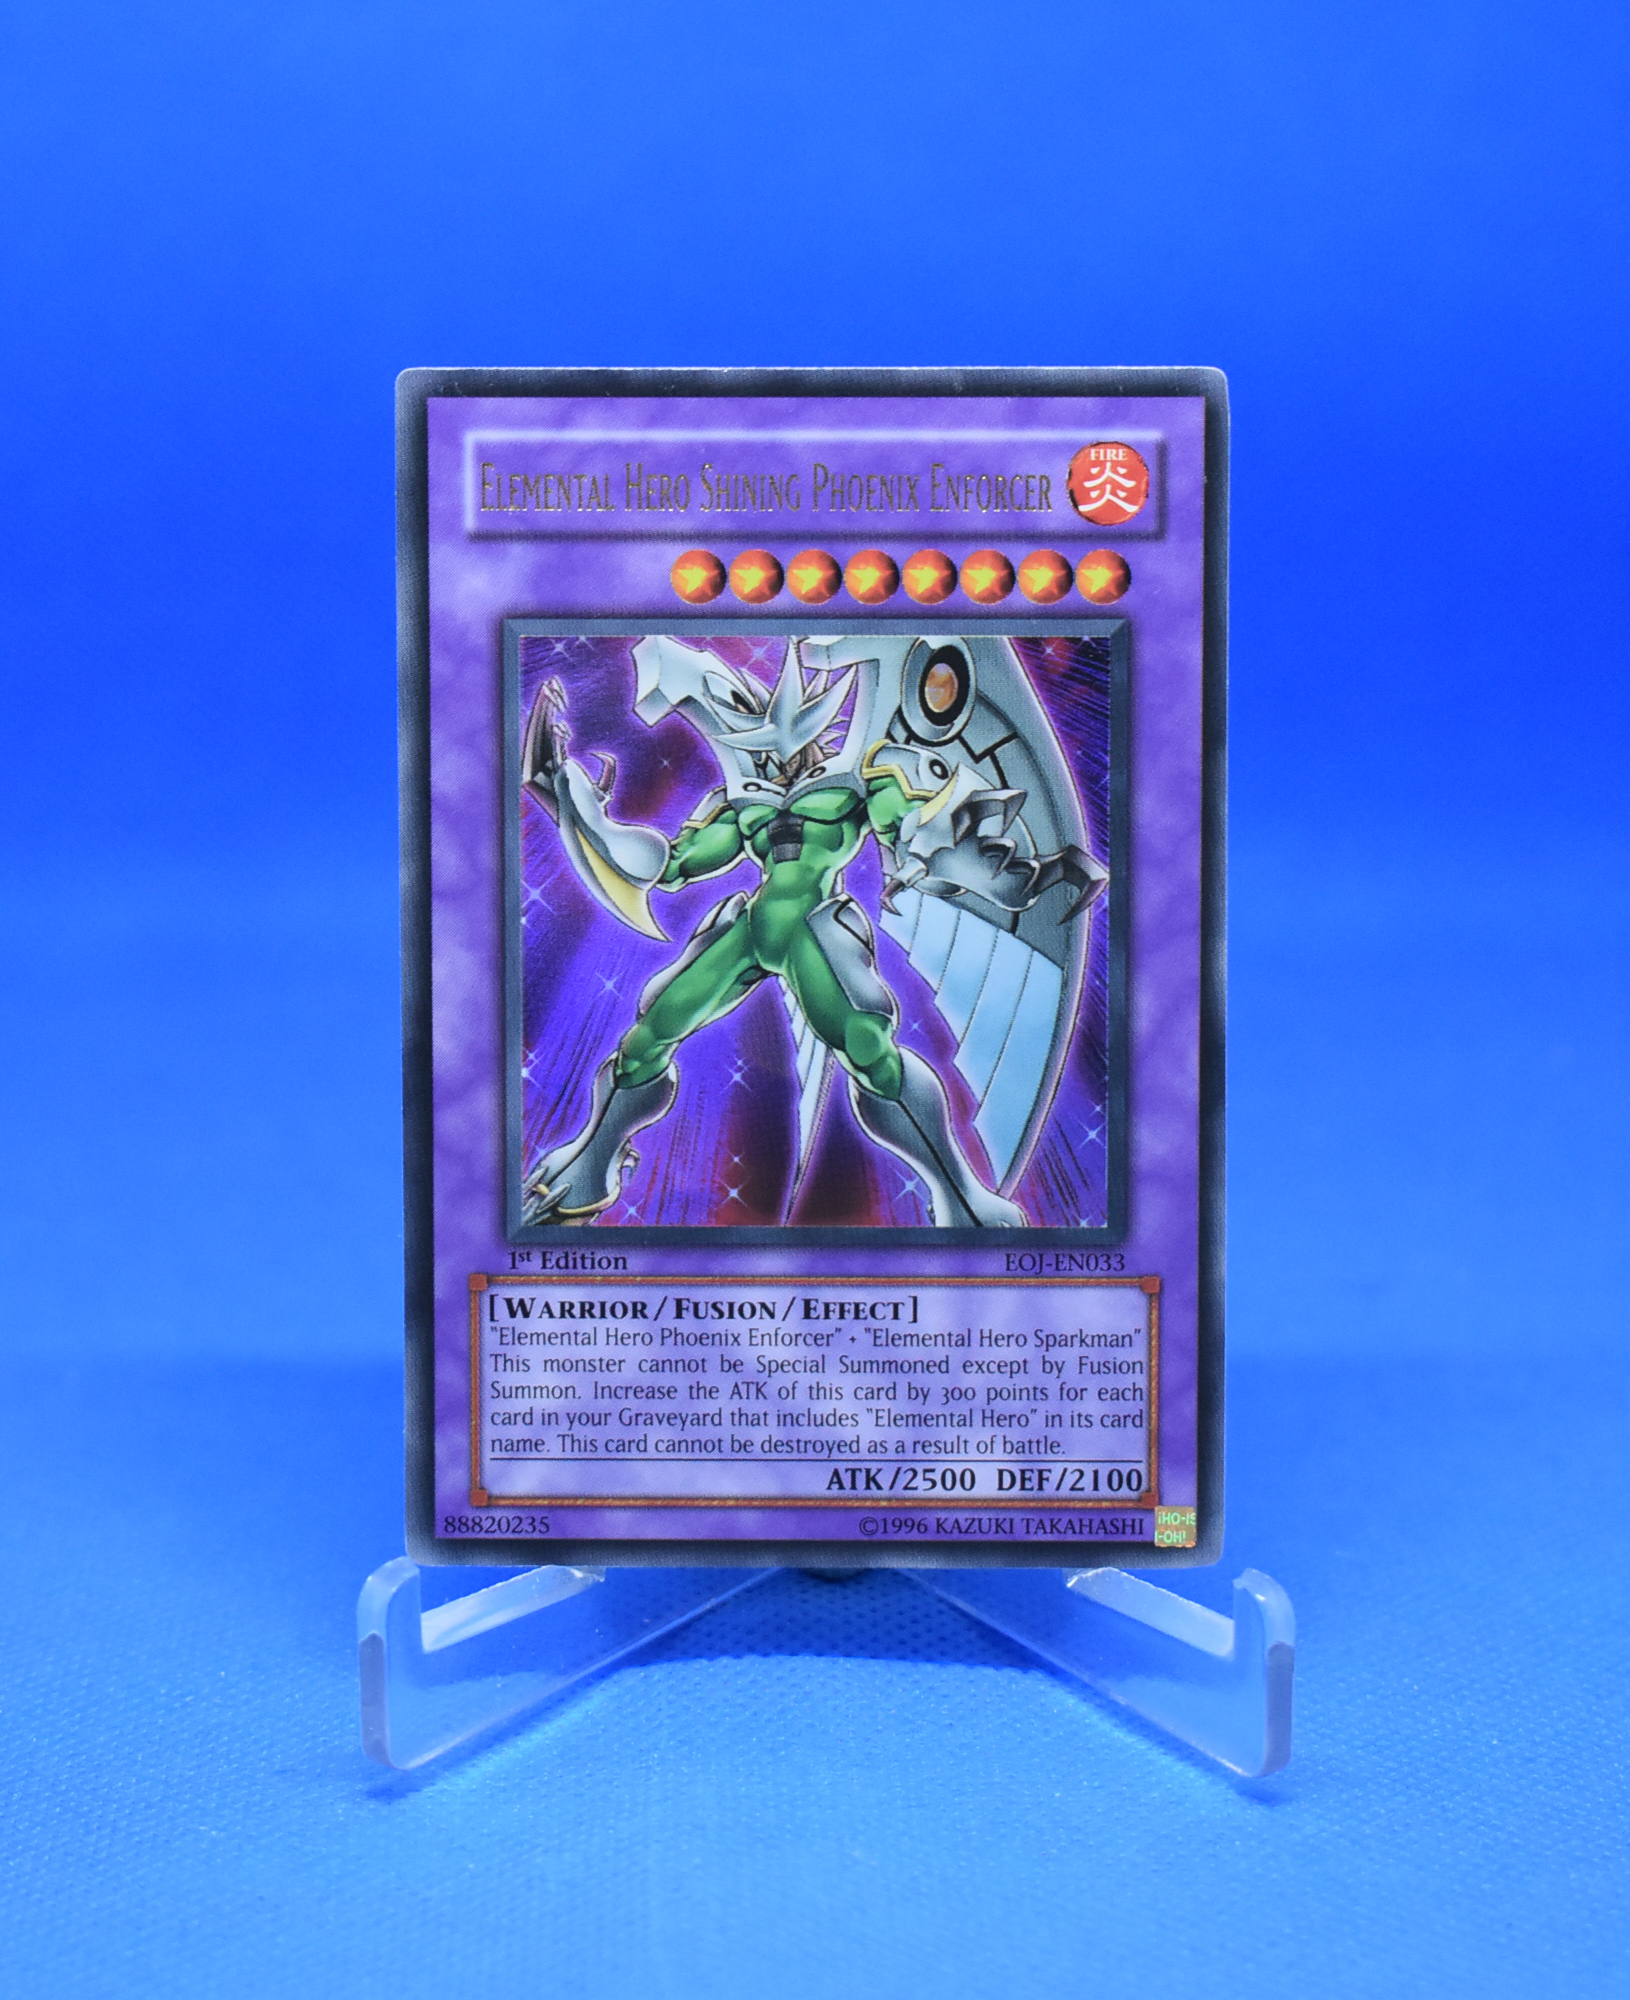 Elemental Hero Shining Phoenix Enforcer
FIRE
炎
1st Edition
EOJ-EN033
[Warrior/Fusion/Effect]
"Elemental Hero Phoenix Enforcer" + "Elemental Hero Sparkman"
This monster cannot be Special Summoned except by Fusion
Summon. Increase the ATK of this card by 300 points for each
card in your Graveyard that includes "Elemental Hero" in its card
name. This card cannot be destroyed as a result of battle.
ATK/2500 DEF/2100
88820235
©1996 KAZUKI TAKAHASHI